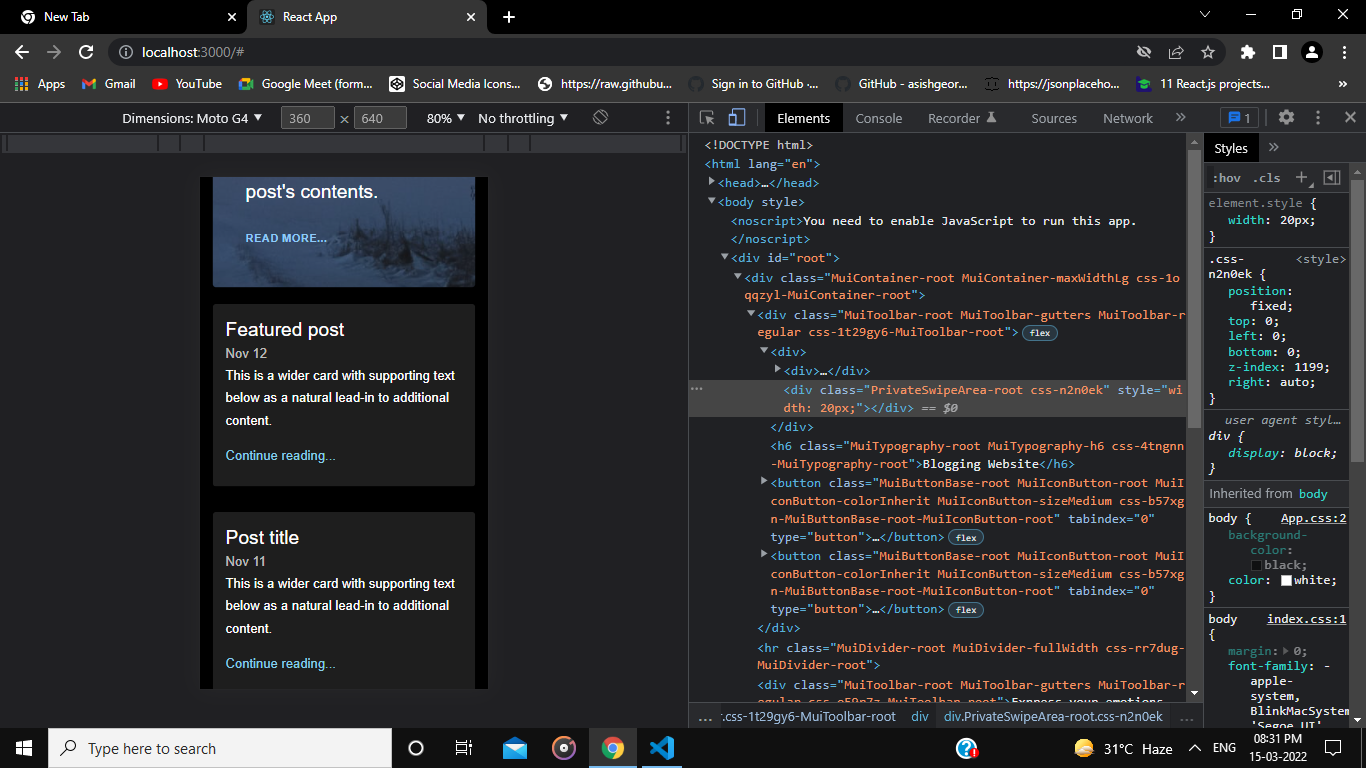 New Tab
React App
localhost:3000/#
Apps
Gmail
YouTube
Google Meet (form...
Social Media Icons...
https://raw.githubu...
Sign in to GitHub ·...
GitHub - asishgeor...
https://jsonplaceho...
11 React.js projects...
»
Dimensions: Moto G4 ▼
360
×
640
80% ▼
No throttling ▼
Elements
Console
Recorder
Sources
Network
»
1
post's contents.
READ MORE...
Featured post
Nov 12
This is a wider card with supporting text
below as a natural lead-in to additional
content.
Continue reading...
Post title
Nov 11
This is a wider card with supporting text
below as a natural lead-in to additional
content.
Continue reading...
<!DOCTYPE html>
<html lang="en">
<head>…</head>
<body style>
<noscript>You need to enable JavaScript to run this app.
</noscript>
<div id="root">
<div class="MuiContainer-root MuiContainer-maxWidthLg css-1o
qqzyl-MuiContainer-root">
<div class="MuiToolbar-root MuiToolbar-gutters MuiToolbar-r
egular css-1t29gy6-MuiToolbar-root"> flex
<div>
<div>…</div>
<div class="PrivateSwipeArea-root css-n2n0ek" style="wi
dth: 20px;"></div> == $0
</div>
<h6 class="MuiTypography-root MuiTypography-h6 css-4tngnn
-MuiTypography-root">Blogging Website</h6>
<button class="MuiButtonBase-root MuiIconButton-root MuiI
conButton-colorInherit MuiIconButton-sizeMedium css-b57xg
n-MuiButtonBase-root-MuiIconButton-root" tabindex="0"
type="button">…</button> flex
<button class="MuiButtonBase-root MuiIconButton-root MuiI
conButton-colorInherit MuiIconButton-sizeMedium css-b57xg
n-MuiButtonBase-root-MuiIconButton-root" tabindex="0"
type="button">…</button> flex
</div>
<hr class="MuiDivider-root MuiDivider-fullWidth css-rr7dug-
MuiDivider-root">
<div class="MuiToolbar-root MuiToolbar-gutters MuiToolbar-r
...
r.css-1t29gy6-MuiToolbar-root
div
div.PrivateSwipeArea-root.css-n2n0ek
...
Styles
»
:hov
.cls
+
element.style {
width: 20px;
}
.css- <style>
n2n0ek {
position:
fixed;
top: 0;
left: 0;
bottom: 0;
z-index: 1199;
right: auto;
}
user agent styl…
div {
display: block;
}
Inherited from body
body { App.css:2
background-
color:
black;
color: white;
}
body index.css:1
{
margin: 0;
font-family: -
apple-
system,
BlinkMacSystem
'Segoe UI'
Type here to search
31°C Haze
ENG
08:31 PM
15-03-2022